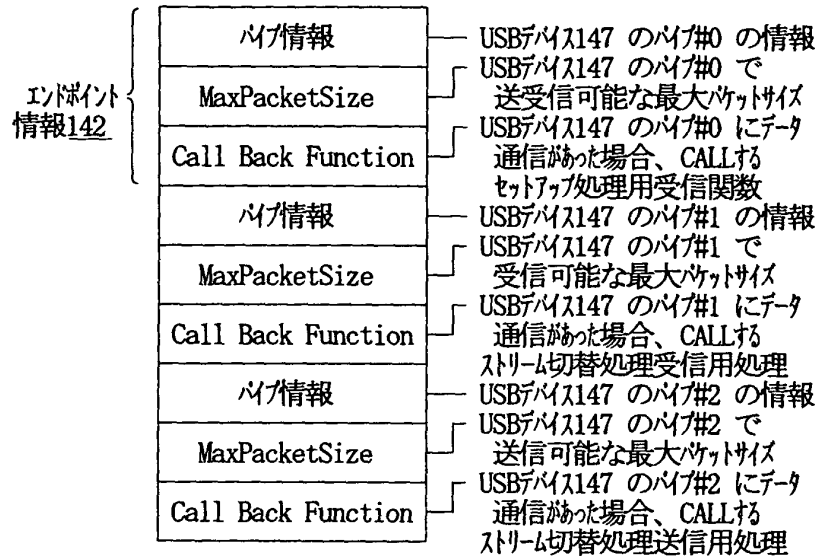 パイプ情報
USBデバイス147 のパイプ#0 の情報
エンドポイント
情報142
MaxPacketSize
USBデバイス147 のパイプ#0 で
送受信可能な最大パケットサイズ
Call Back Function
USBデバイス147 のパイプ#0 にデータ
通信があった場合、CALLする
セットアップ処理用受信関数
パイプ情報
USBデバイス147 のパイプ#1 の情報
MaxPacketSize
USBデバイス147 のパイプ#1 で
受信可能な最大パケットサイズ
Call Back Function
USBデバイス147 のパイプ#1 にデータ
通信があった場合、CALLする
ストリーム切替処理受信用処理
パイプ情報
USBデバイス147 のパイプ#2 の情報
MaxPacketSize
USBデバイス147 のパイプ#2 で
送信可能な最大パケットサイズ
Call Back Function
USBデバイス147 のパイプ#2 にデータ
通信があった場合、CALLする
ストリーム切替処理送信用処理